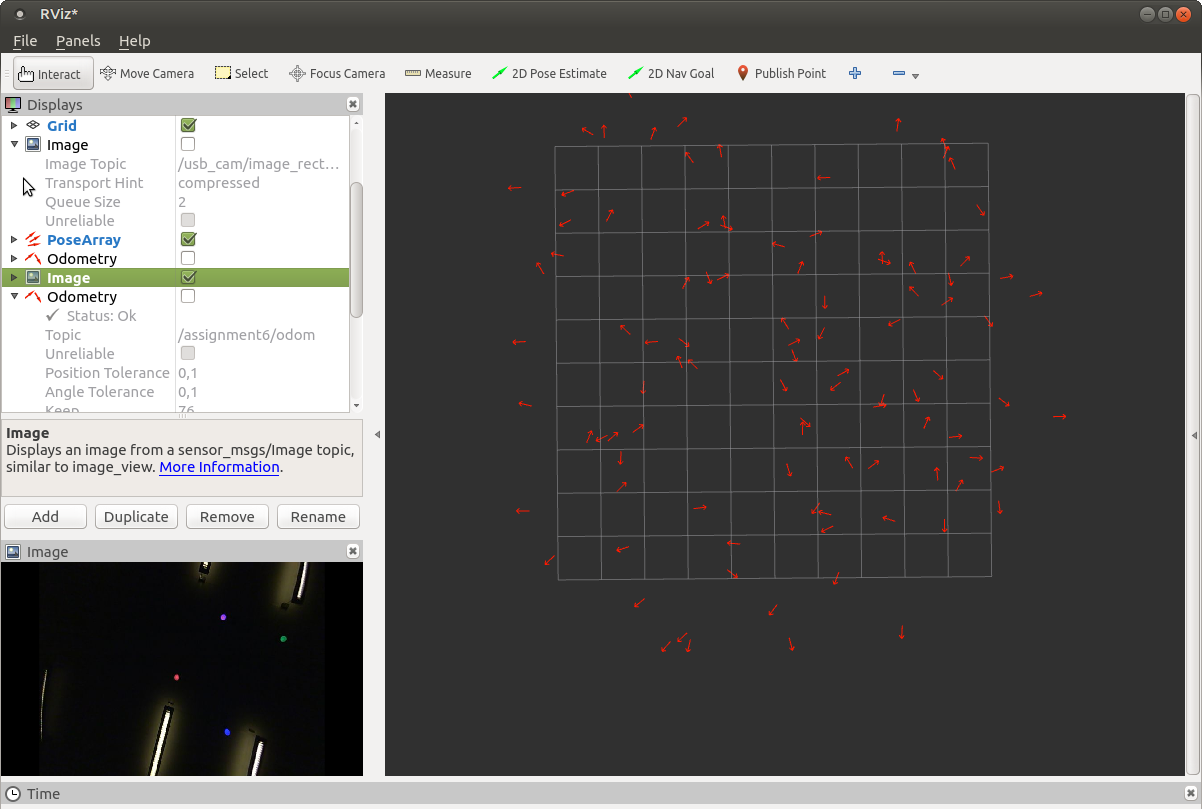 RViz*
File Panels Help
Interact Move Camera Select Focus Camera Measure 2D Pose Estimate 2D Nav Goal Publish Point
Displays
Grid
Image
Image Topic /usb_cam/image_rect...
Transport Hint compressed
Queue Size 2
Unreliable
PoseArray
Odometry
Image
Odometry
Status: Ok
Topic /assignment6/odom
Unreliable
Position Tolerance 0,1
Angle Tolerance 0,1
Keep 76
Image
Displays an image from a sensor_msgs/Image topic,
similar to image_view. More Information.
Add Duplicate Remove Rename
Image
Time